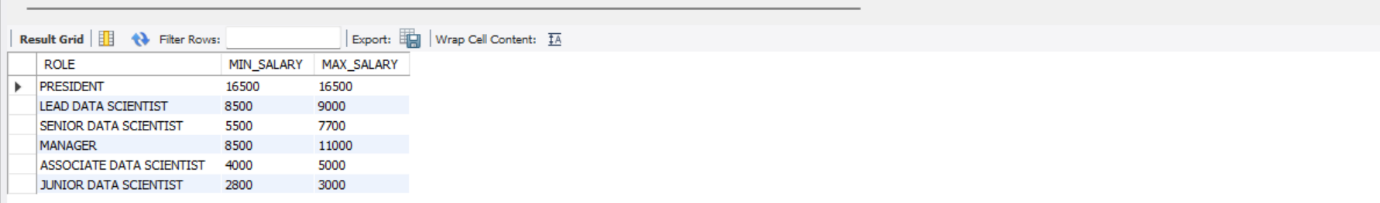 Result Grid Filter Rows: Export: Wrap Cell Content:
ROLE MIN_SALARY MAX_SALARY
PRESIDENT 16500 16500
LEAD DATA SCIENTIST 8500 9000
SENIOR DATA SCIENTIST 5500 7700
MANAGER 8500 11000
ASSOCIATE DATA SCIENTIST 4000 5000
JUNIOR DATA SCIENTIST 2800 3000